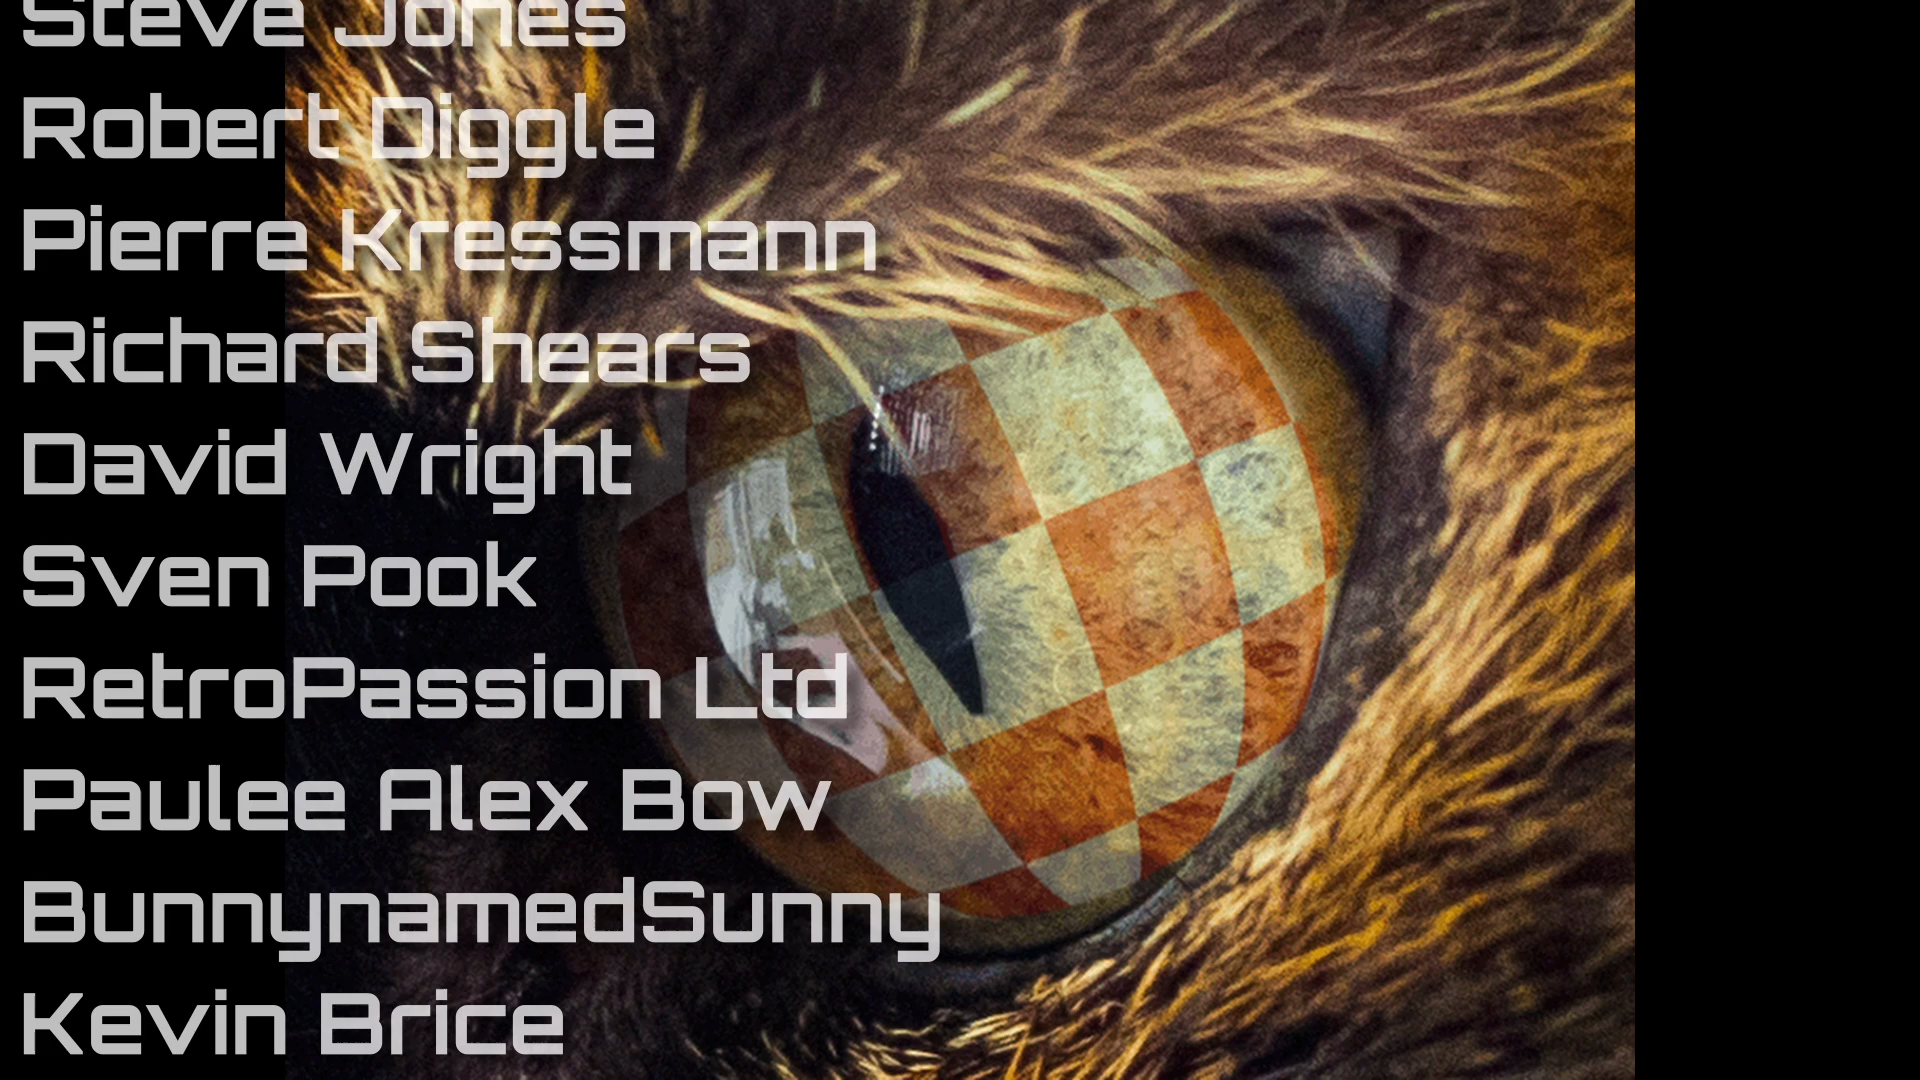 Steve Jones
Robert Diggle
Pierre Kressmann
Richard Shears
David Wright
Sven Pook
RetroPassion Ltd
Paulee Alex Bow
BunnynamedSunny
Kevin Brice